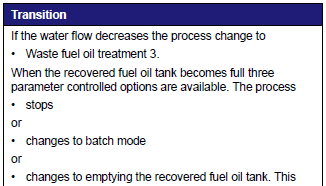 Transition
If the water flow decreases the process change to
• Waste fuel oil treatment 3.
When the recovered fuel oil tank becomes full three
parameter controlled options are available. The process
• stops
or
• changes to batch mode
or
• changes to emptying the recovered fuel oil tank. This